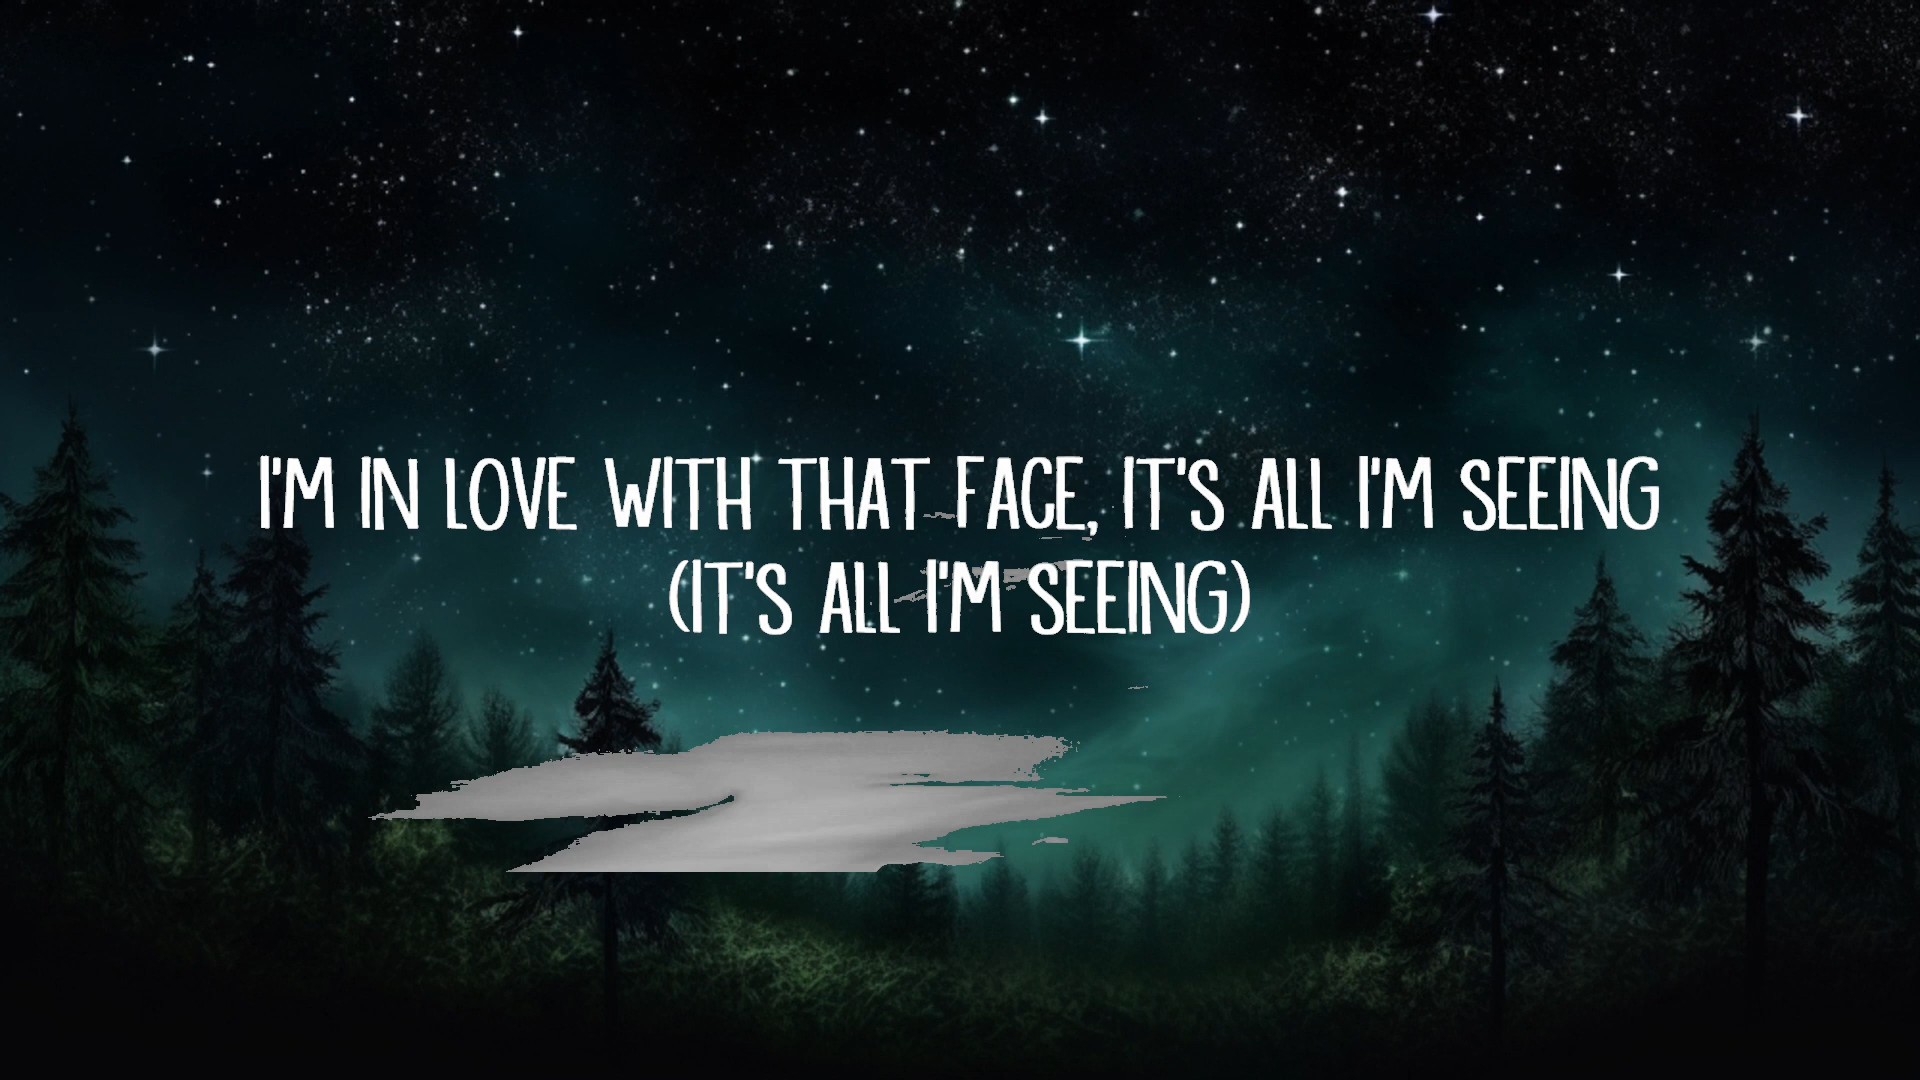 I'M IN LOVE WITH THAT FACE, IT'S ALL I'M SEEING
(IT'S ALL I'M SEEING)